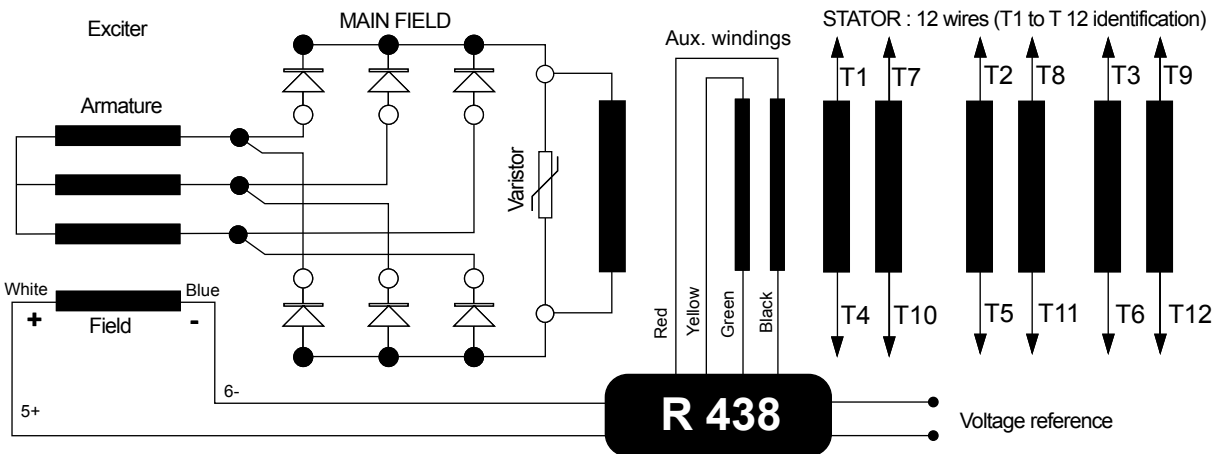 Exciter
MAIN FIELD
STATOR : 12 wires (T1 to T 12 identification)
Aux. windings
T1
T7
T2
T8
T3
T9
Armature
Varistor
White
Blue
+
-
Field
Red
Yellow
Green
Black
T4
T10
T5
T11
T6
T12
6-
5+
R 438
Voltage reference